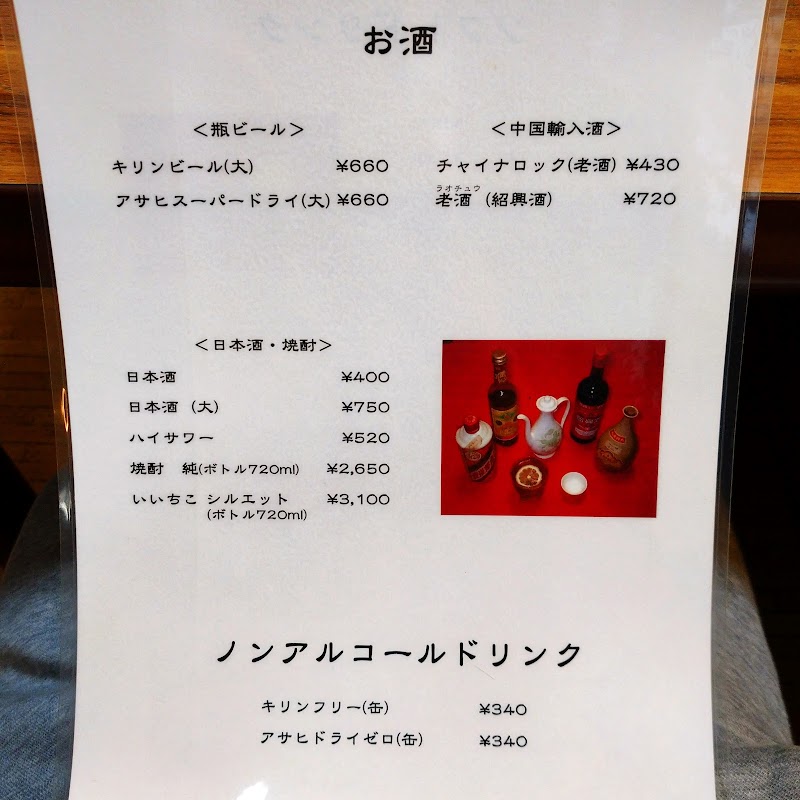 お酒
＜瓶ビール＞
キリンビール(大) ¥660
アサヒスーパードライ(大) ¥660
＜中国輸入酒＞
チャイナロック(老酒) ¥430
ラオチュウ
老酒（紹興酒） ¥720
＜日本酒・焼酎＞
日本酒 ¥400
日本酒（大） ¥750
ハイサワー ¥520
焼酎　純(ボトル720ml) ¥2,650
いいちこ シルエット ¥3,100
(ボトル720ml)
ノンアルコールドリンク
キリンフリー(缶) ¥340
アサヒドライゼロ(缶) ¥340